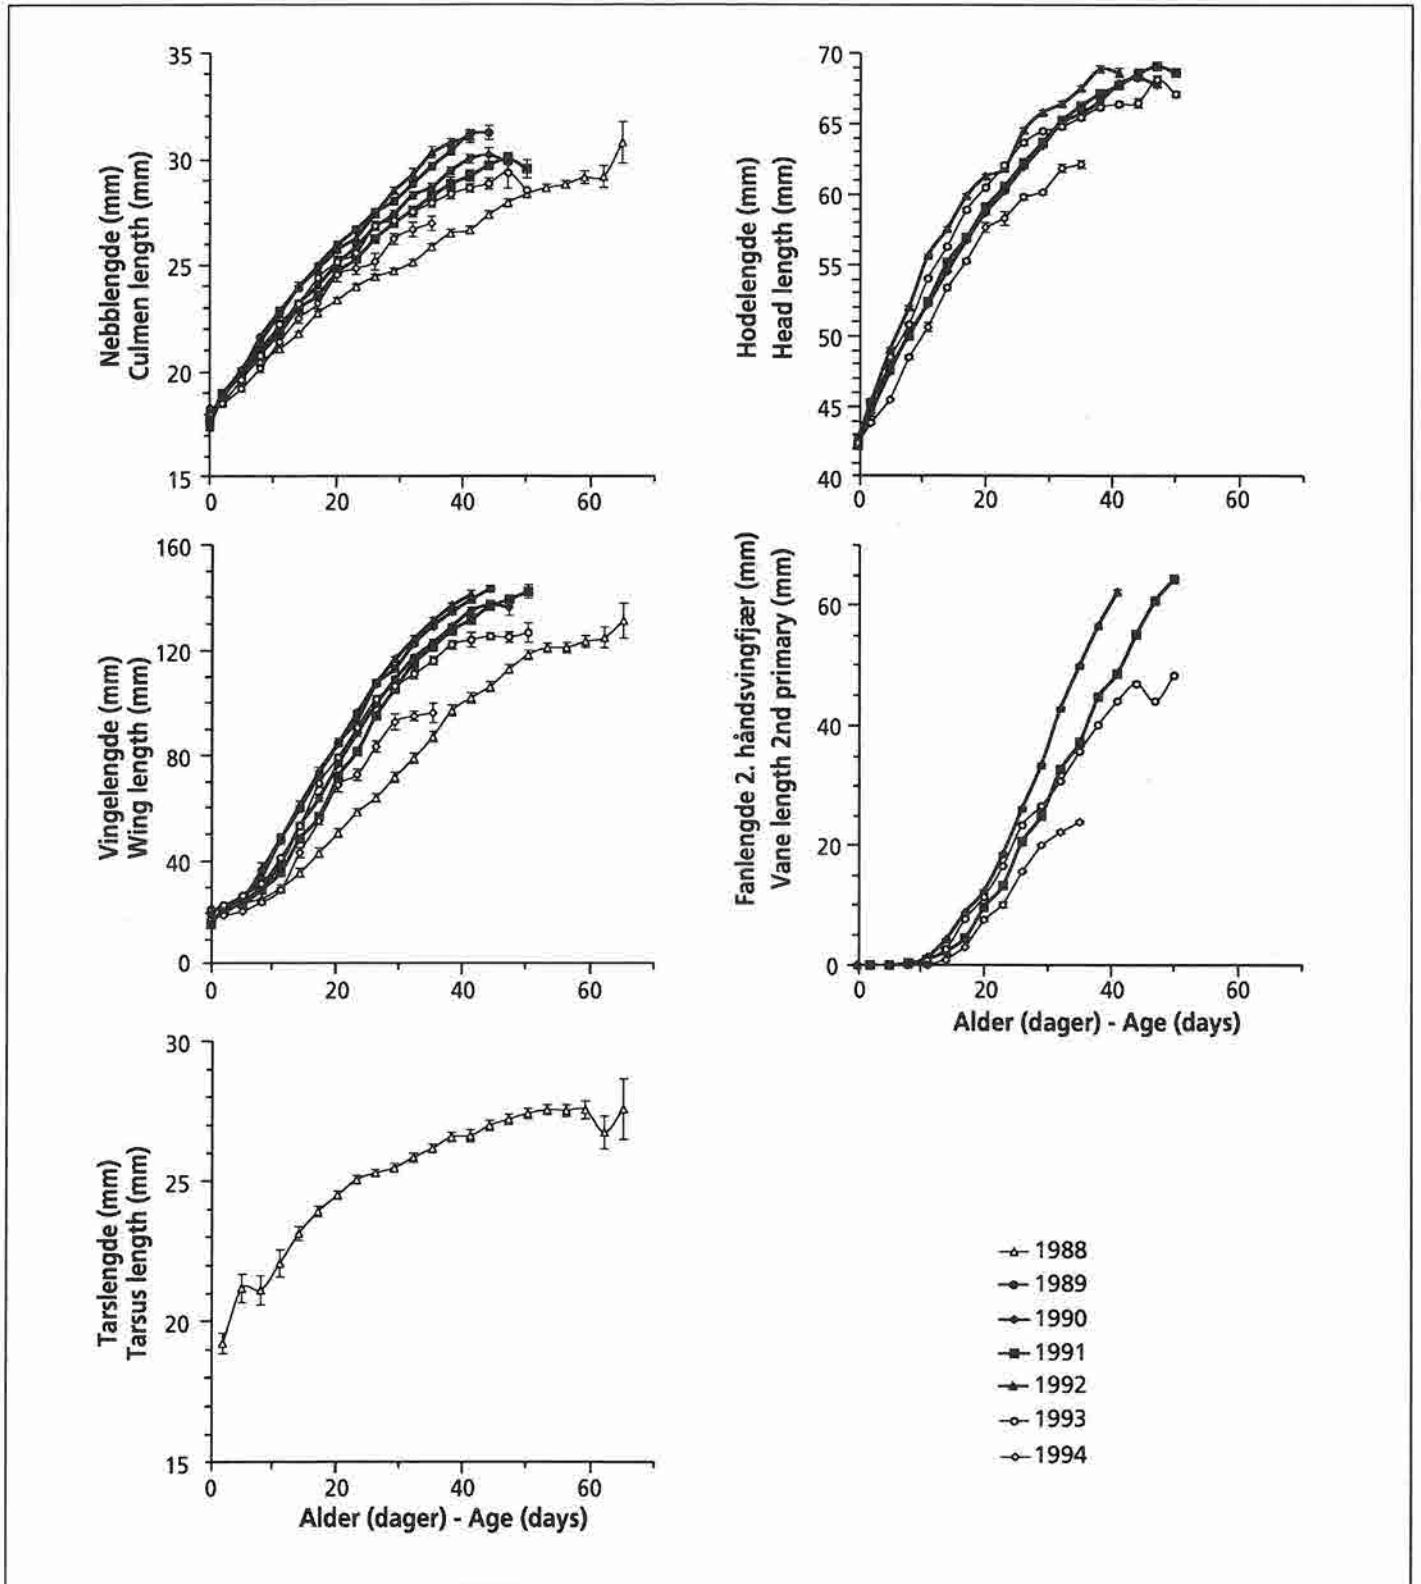 Nebblengde (mm)
Culmen length (mm)
35
30
25
20
15
0 20 40 60
Hodelengde (mm)
Head length (mm)
70
65
60
55
50
45
40
0 20 40 60
Vingelengde (mm)
Wing length (mm)
160
120
80
40
0
0 20 40 60
Fanlengde 2. håndsvingfjær (mm)
Vane length 2nd primary (mm)
60
40
20
0
0 20 40 60
Alder (dager) - Age (days)
Tarslengde (mm)
Tarsus length (mm)
30
25
20
15
0 20 40 60
Alder (dager) - Age (days)
1988
1989
1990
1991
1992
1993
1994